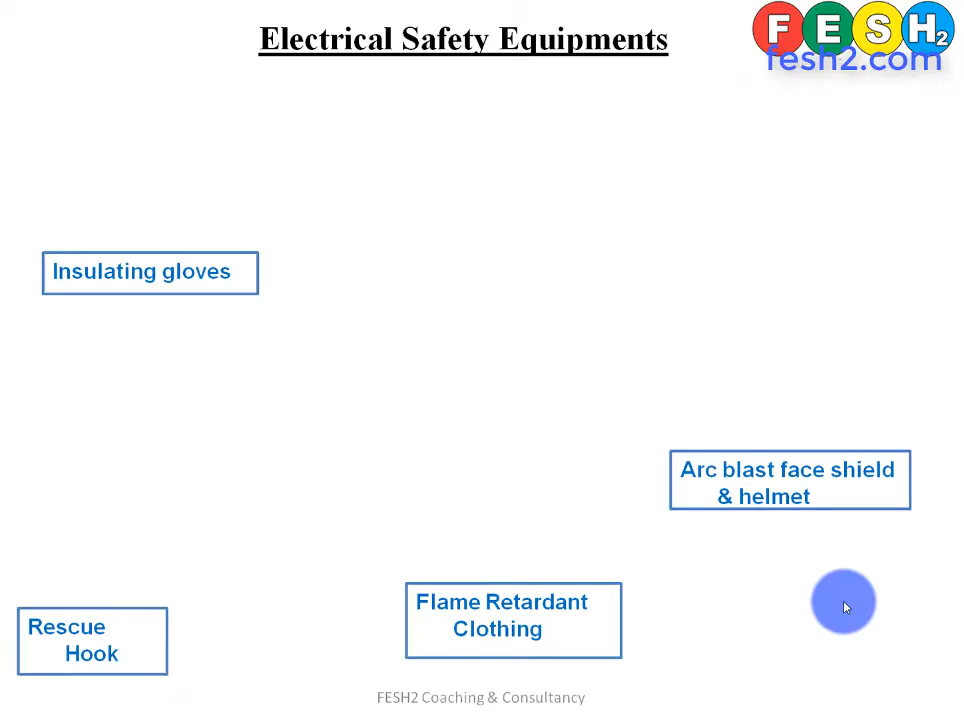 Electrical Safety Equipments
FESH2
fesh2.com
Insulating gloves
Arc blast face shield
& helmet
Flame Retardant
Clothing
Rescue
Hook
FESH2 Coaching & Consultancy